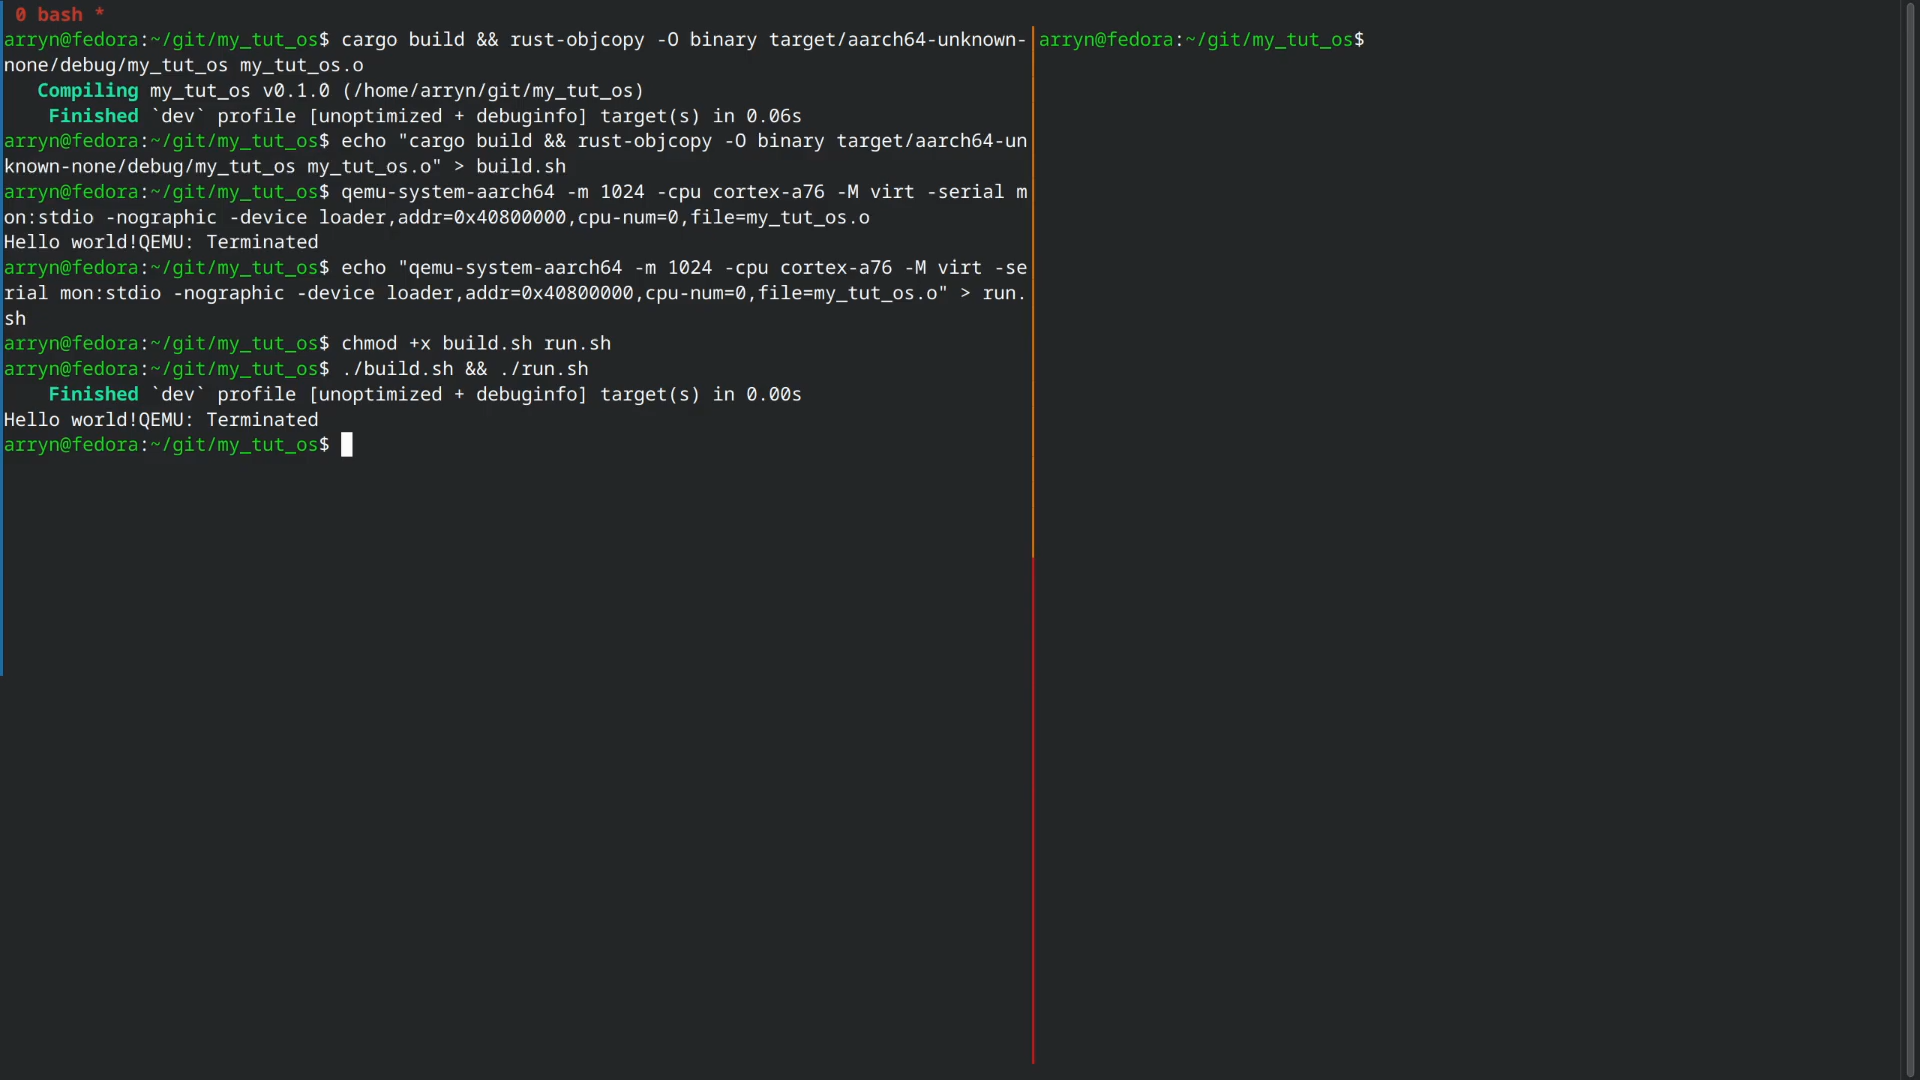 0 bash *
arryn@fedora:~/git/my_tut_os$ cargo build && rust-objcopy -O binary target/aarch64-unknown-
none/debug/my_tut_os my_tut_os.o
Compiling my_tut_os v0.1.0 (/home/arryn/git/my_tut_os)
Finished `dev` profile [unoptimized + debuginfo] target(s) in 0.06s
arryn@fedora:~/git/my_tut_os$ echo "cargo build && rust-objcopy -O binary target/aarch64-un
known-none/debug/my_tut_os my_tut_os.o" > build.sh
arryn@fedora:~/git/my_tut_os$ qemu-system-aarch64 -m 1024 -cpu cortex-a76 -M virt -serial m
on:stdio -nographic -device loader,addr=0x40800000,cpu-num=0,file=my_tut_os.o
Hello world!QEMU: Terminated
arryn@fedora:~/git/my_tut_os$ echo "qemu-system-aarch64 -m 1024 -cpu cortex-a76 -M virt -se
rial mon:stdio -nographic -device loader,addr=0x40800000,cpu-num=0,file=my_tut_os.o" > run.
sh
arryn@fedora:~/git/my_tut_os$ chmod +x build.sh run.sh
arryn@fedora:~/git/my_tut_os$ ./build.sh && ./run.sh
Finished `dev` profile [unoptimized + debuginfo] target(s) in 0.00s
Hello world!QEMU: Terminated
arryn@fedora:~/git/my_tut_os$
arryn@fedora:~/git/my_tut_os$